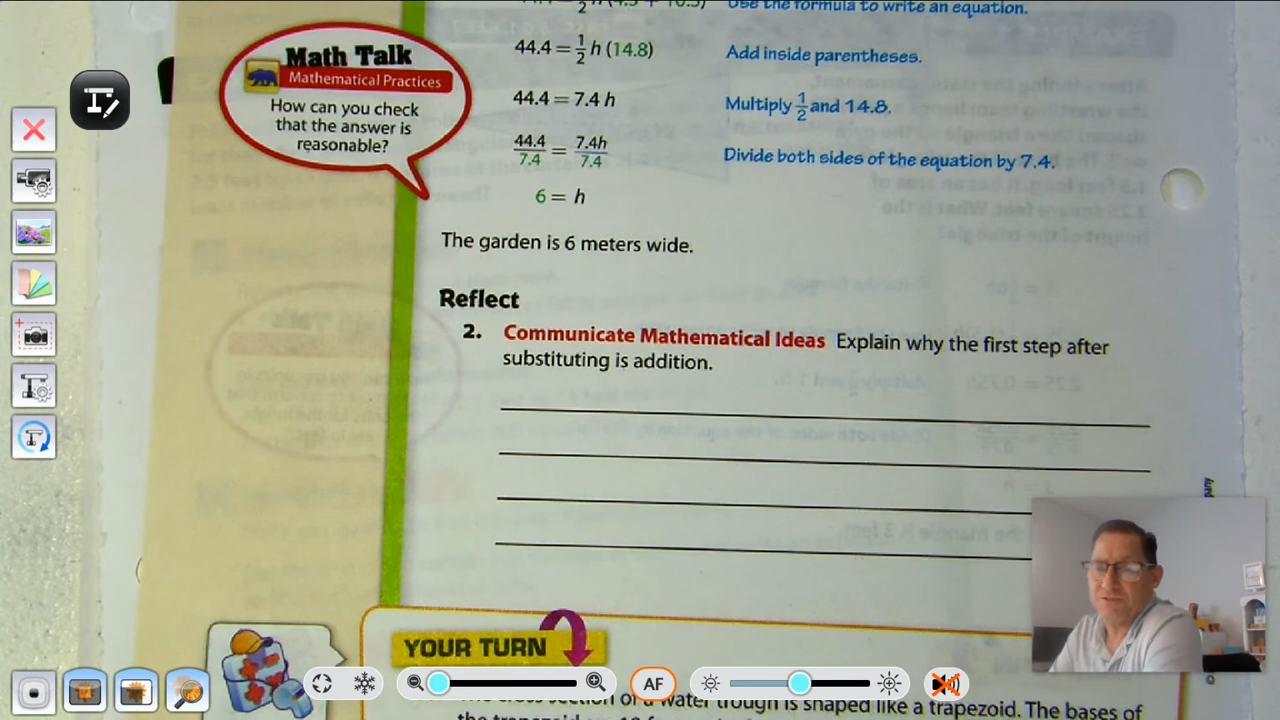 Use the formula to write an equation.
Math Talk
Mathematical Practices
How can you check
that the answer is
reasonable?
44.4 = 1/2 h (14.8) Add inside parentheses.
44.4 = 7.4 h Multiply 1/2 and 14.8.
44.4/7.4 = 7.4h/7.4 Divide both sides of the equation by 7.4.
6 = h
The garden is 6 meters wide.
Reflect
2. Communicate Mathematical Ideas Explain why the first step after
substituting is addition.
YOUR TURN
water trough is shaped like a trapezoid. The bases of
AF